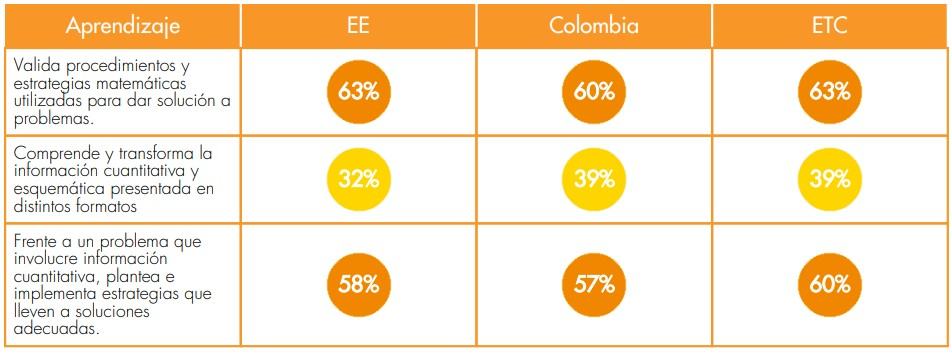 Aprendizaje EE Colombia ETC
Valida procedimientos y
estrategias matemáticas
utilizadas para dar solución a
problemas.
63% 60% 63%
Comprende y transforma la
información cuantitativa y
esquemática presentada en
distintos formatos
32% 39% 39%
Frente a un problema que
involucre información
cuantitativa, plantea e
implementa estrategias que
lleven a soluciones
adecuadas.
58% 57% 60%